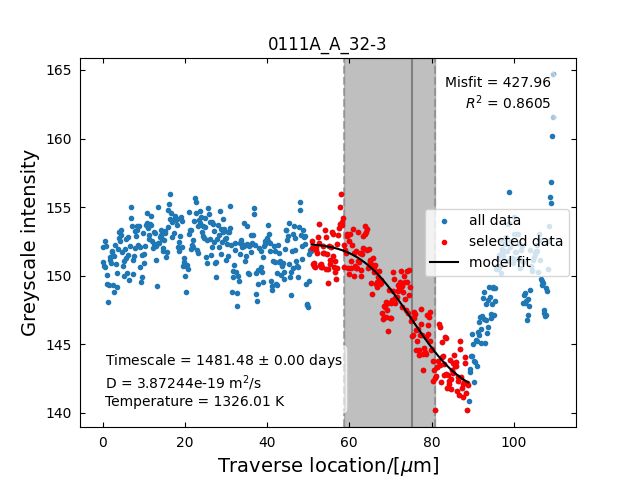 0111A_A_32-3
Misfit = 427.96
R² = 0.8605
all data
selected data
model fit
Timescale = 1481.48 ± 0.00 days
D = 3.87244e-19 m²/s
Temperature = 1326.01 K
Greyscale intensity
165
160
155
150
145
140
0 20 40 60 80 100
Traverse location/[μm]